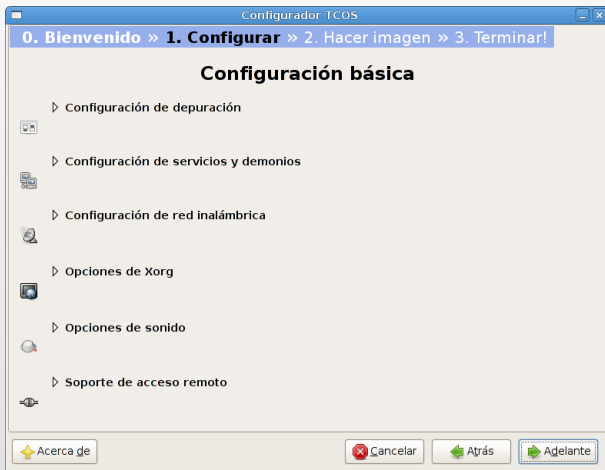 Configurador TCOS
0. Bienvenido » 1. Configurar » 2. Hacer imagen » 3. Terminar!
Configuración básica
Configuración de depuración
Configuración de servicios y demonios
Configuración de red inalámbrica
Opciones de Xorg
Opciones de sonido
Soporte de acceso remoto
Acerca de
Cancelar
Atrás
Adelante